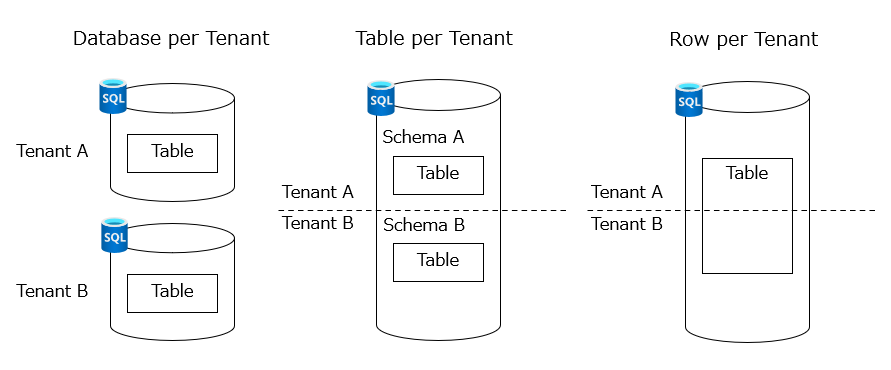 Database per Tenant
SQL
Tenant A
Table
SQL
Tenant B
Table
Table per Tenant
SQL
Schema A
Table
Tenant A
Tenant B
Schema B
Table
Row per Tenant
SQL
Table
Tenant A
Tenant B